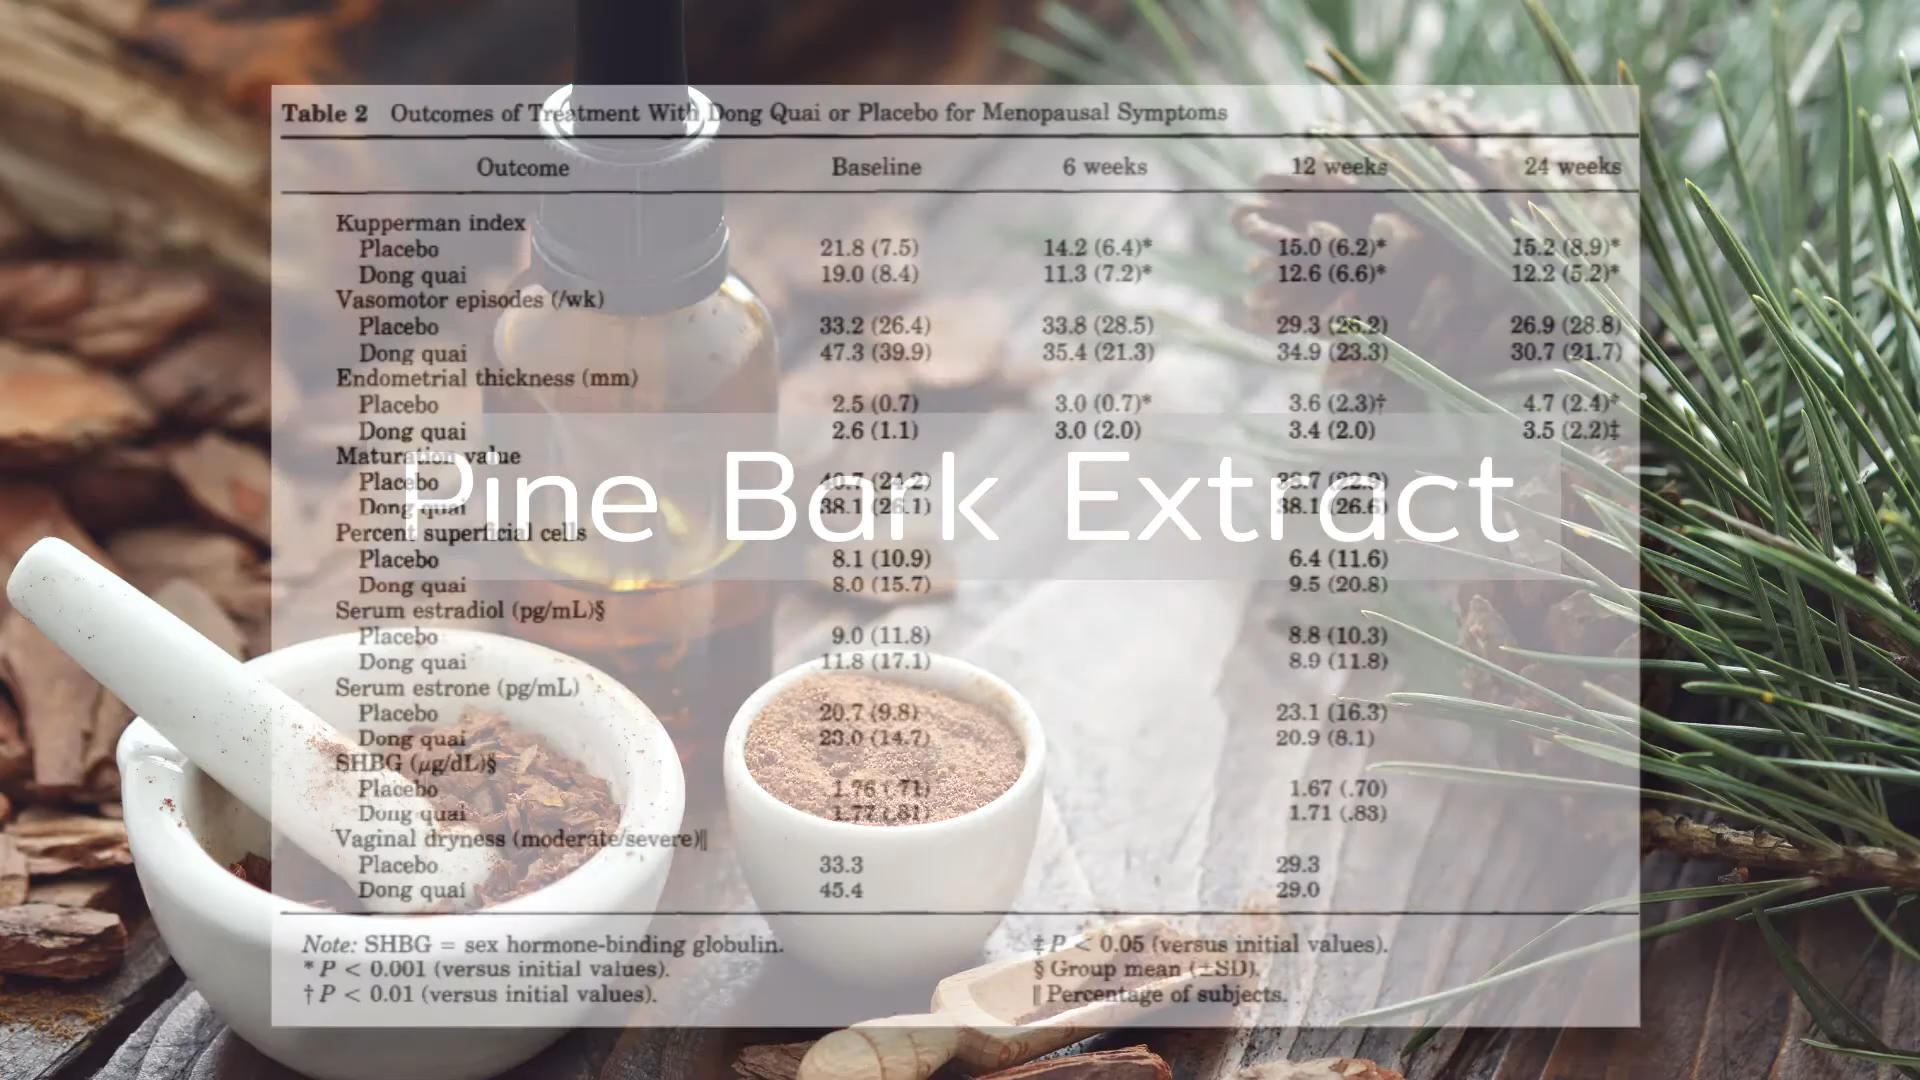 Table 2 Outcomes of Treatment With Dong Quai or Placebo for Menopausal Symptoms
Outcome Baseline 6 weeks 12 weeks 24 weeks
Kupperman index
Placebo 21.8 (7.5) 14.2 (6.4)* 15.0 (6.2)* 15.2 (8.9)*
Dong quai 19.0 (8.4) 11.3 (7.2)* 12.6 (6.6)* 12.2 (5.2)*
Vasomotor episodes (/wk)
Placebo 33.2 (26.4) 33.8 (28.5) 29.3 (26.2) 26.9 (28.8)
Dong quai 47.3 (39.9) 35.4 (21.3) 34.9 (23.3) 30.7 (21.7)
Endometrial thickness (mm)
Placebo 2.5 (0.7) 3.0 (0.7)* 3.6 (2.3)† 4.7 (2.4)*
Dong quai 2.6 (1.1) 3.0 (2.0) 3.4 (2.0) 3.5 (2.2)‡
Maturation value
Placebo
Pine Bark Extract
Dong quai 38.1 (26.1) 38.1 (26.6)
Percent superficial cells
Placebo 8.1 (10.9) 6.4 (11.6)
Dong quai 8.0 (15.7) 9.5 (20.8)
Serum estradiol (pg/mL)§
Placebo 9.0 (11.8) 8.8 (10.3)
Dong quai 11.8 (17.1) 8.9 (11.8)
Serum estrone (pg/mL)
Placebo 20.7 (9.8) 23.1 (16.3)
Dong quai 23.0 (14.7) 20.9 (8.1)
SHBG (μg/dL)§
Placebo 1.76 (.71) 1.67 (.70)
Dong quai 1.77 (.81) 1.71 (.83)
Vaginal dryness (moderate/severe)‖
Placebo 33.3 29.3
Dong quai 45.4 29.0
Note: SHBG = sex hormone-binding globulin.
* P < 0.001 (versus initial values).
† P < 0.01 (versus initial values).
‡ P < 0.05 (versus initial values).
§ Group mean (±SD).
‖ Percentage of subjects.